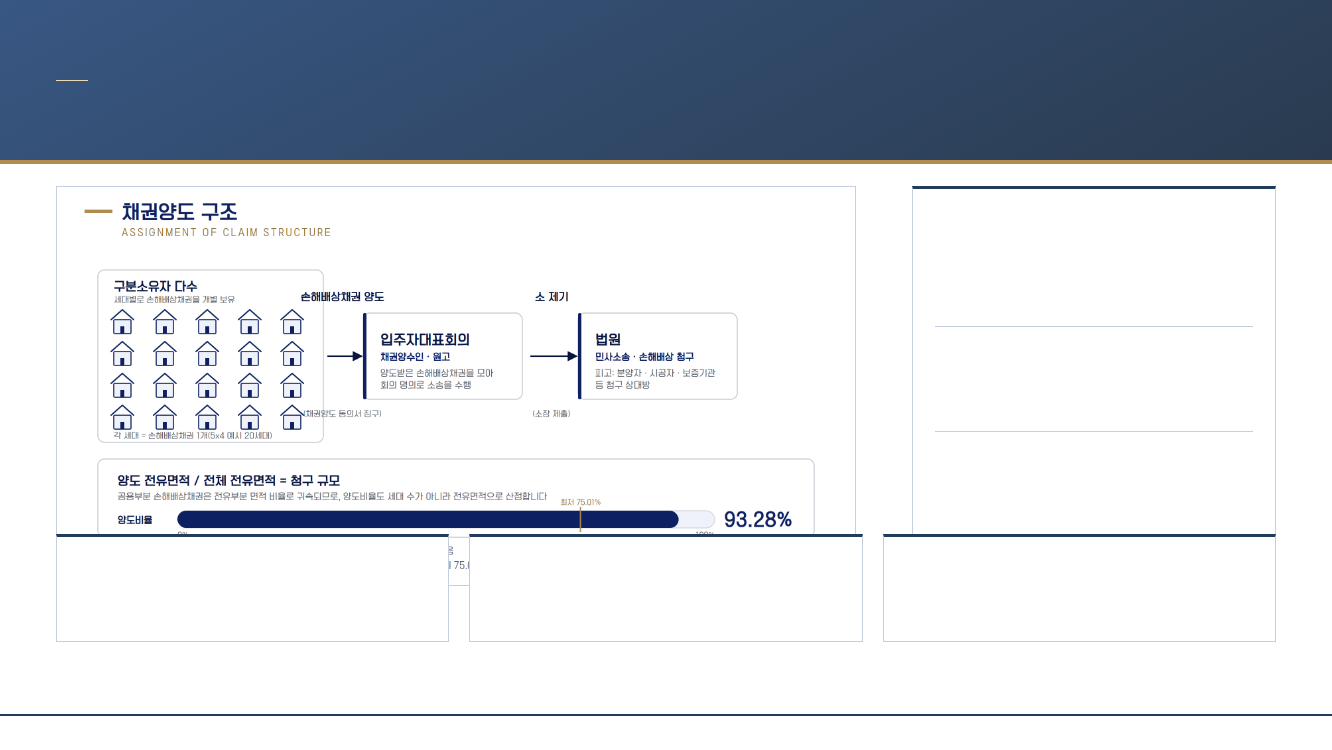 채권양도 구조
ASSIGNMENT OF CLAIM STRUCTURE
구분소유자 다수
세대별로 손해배상채권을 개별 보유
각 세대 = 손해배상채권 1개(5×4 예시 20세대)
손해배상채권 양도
(채권양도 동의서 징구)
입주자대표회의
채권양수인 · 원고
양도받은 손해배상채권을 모아
회의 명의로 소송을 수행
소 제기
(소장 제출)
법원
민사소송 · 손해배상 청구
피고: 분양자 · 시공자 · 보증기관
등 청구 상대방
양도 전유면적 / 전체 전유면적 = 청구 규모
공용부분 손해배상채권은 전유부분 면적 비율로 귀속되므로, 양도비율도 세대 수가 아니라 전유면적으로 산정합니다
최저 75.01%
양도비율
93.28%